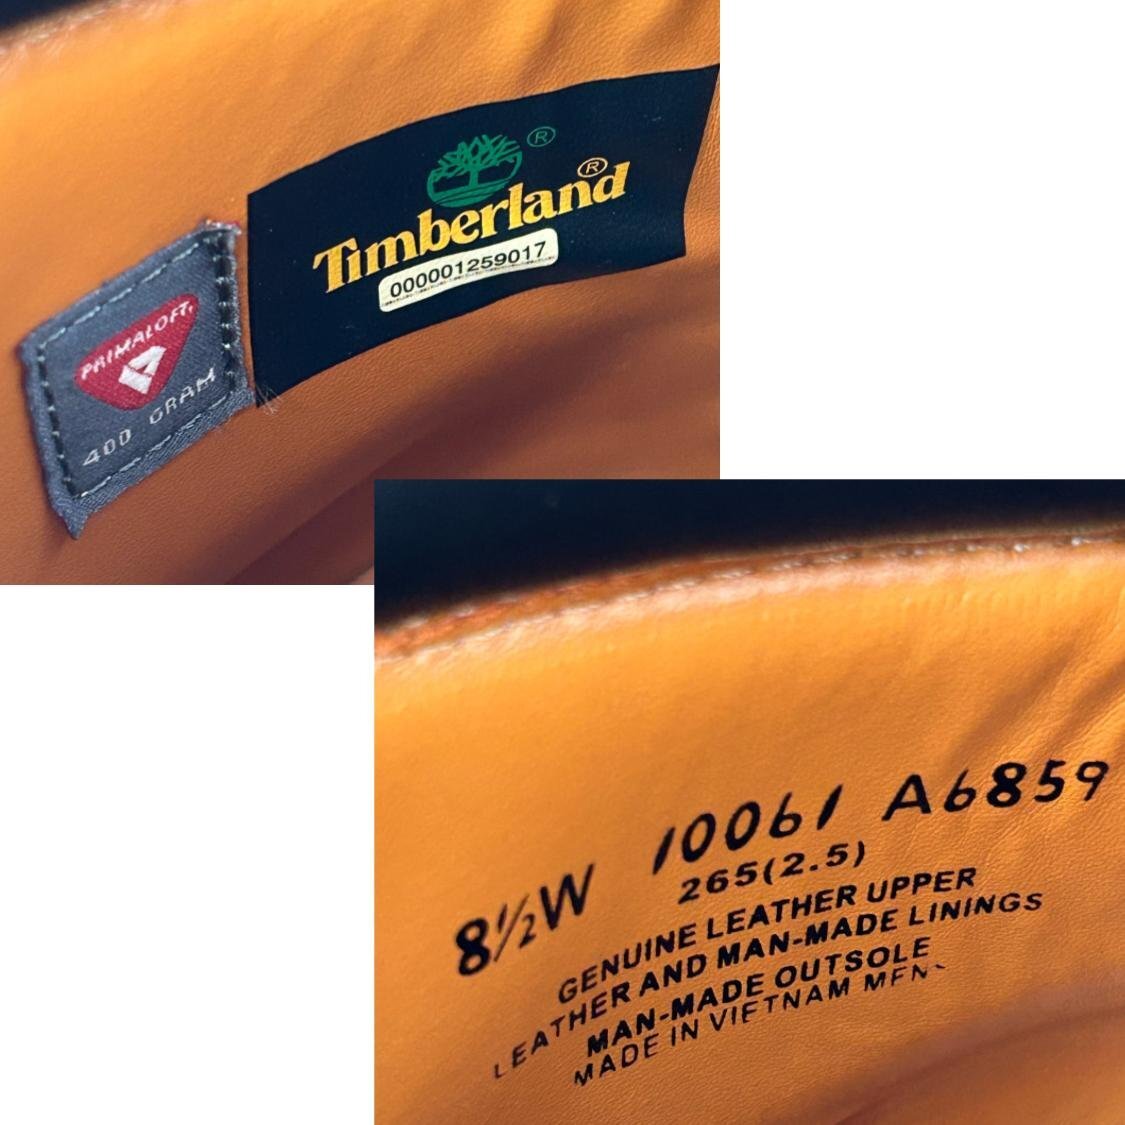 ®
Timberland®
000001259017
PRIMALOFT®
400 GRAM
8½W 10061 A6859
265(2.5)
GENUINE LEATHER UPPER
LEATHER AND MAN-MADE LININGS
MAN-MADE OUTSOLE
MADE IN VIETNAM